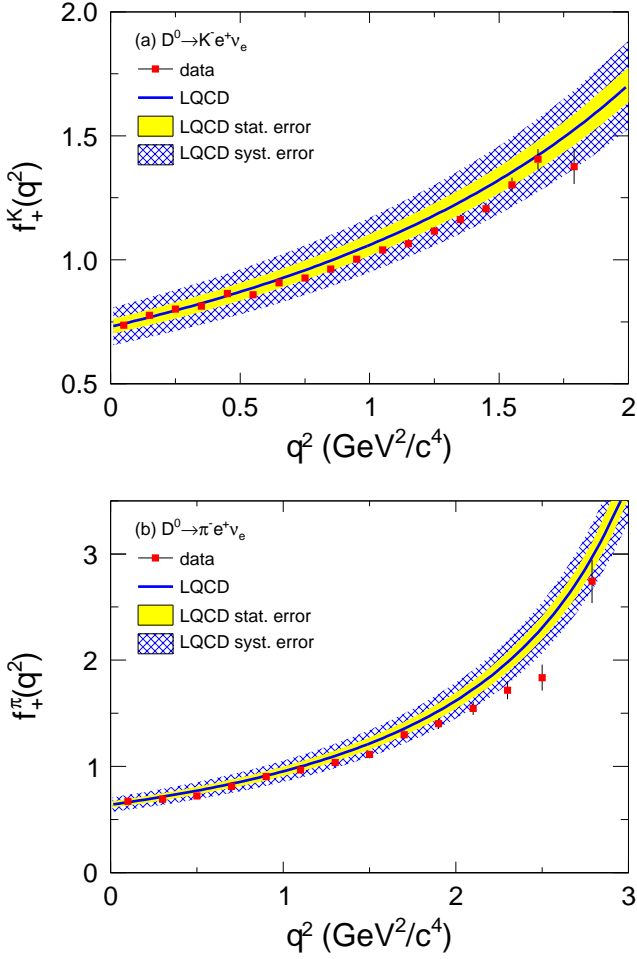 (a) D⁰→K⁻e⁺νₑ
data
LQCD
LQCD stat. error
LQCD syst. error
f₊ᴷ(q²)
2.0
1.5
1.0
0.5
0 0.5 1 1.5 2
q² (GeV²/c⁴)
(b) D⁰→π⁻e⁺νₑ
data
LQCD
LQCD stat. error
LQCD syst. error
f₊^π(q²)
3
2
1
0
0 1 2 3
q² (GeV²/c⁴)